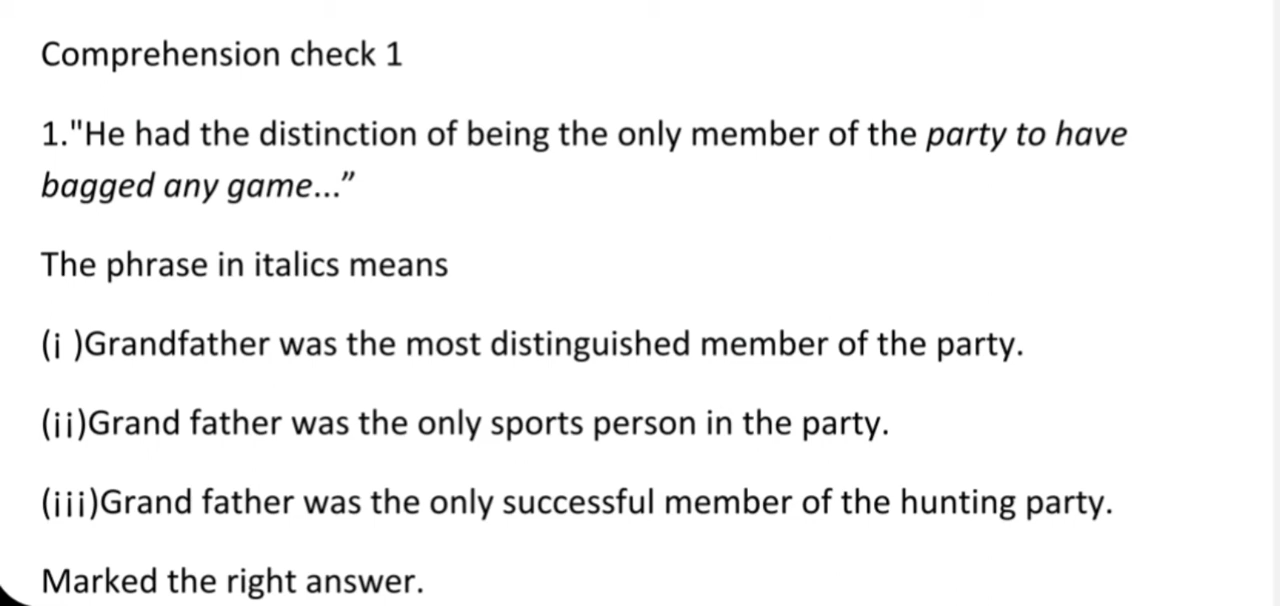 Comprehension check 1
1."He had the distinction of being the only member of the party to have
bagged any game...”
The phrase in italics means
(i )Grandfather was the most distinguished member of the party.
(ii)Grand father was the only sports person in the party.
(iii)Grand father was the only successful member of the hunting party.
Marked the right answer.